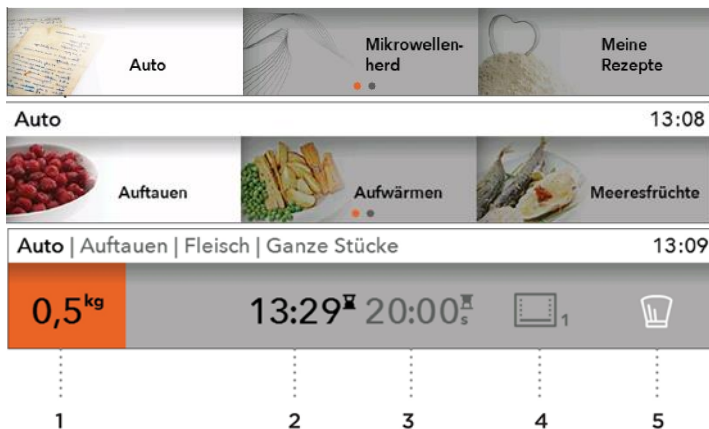 Auto
Mikrowellen-
herd
Meine
Rezepte
Auto 13:08
Auftauen
Aufwärmen
Meeresfrüchte
Auto | Auftauen | Fleisch | Ganze Stücke 13:09
0,5kg 13:29 20:00s 1
1 2 3 4 5